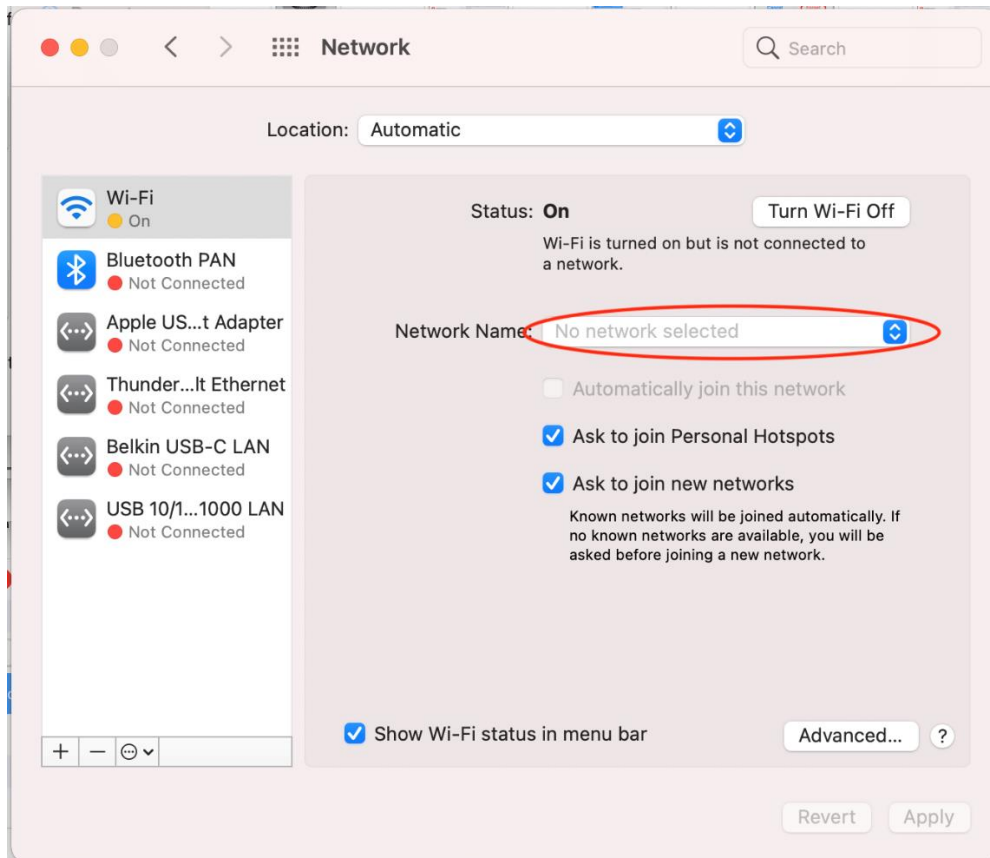 Network
Search
Location: Automatic
Wi-Fi
On
Bluetooth PAN
Not Connected
Apple US...t Adapter
Not Connected
Thunder...lt Ethernet
Not Connected
Belkin USB-C LAN
Not Connected
USB 10/1...1000 LAN
Not Connected
Status: On
Turn Wi-Fi Off
Wi-Fi is turned on but is not connected to
a network.
Network Name: No network selected
Automatically join this network
Ask to join Personal Hotspots
Ask to join new networks
Known networks will be joined automatically. If
no known networks are available, you will be
asked before joining a new network.
Show Wi-Fi status in menu bar
Advanced...
?
Revert
Apply